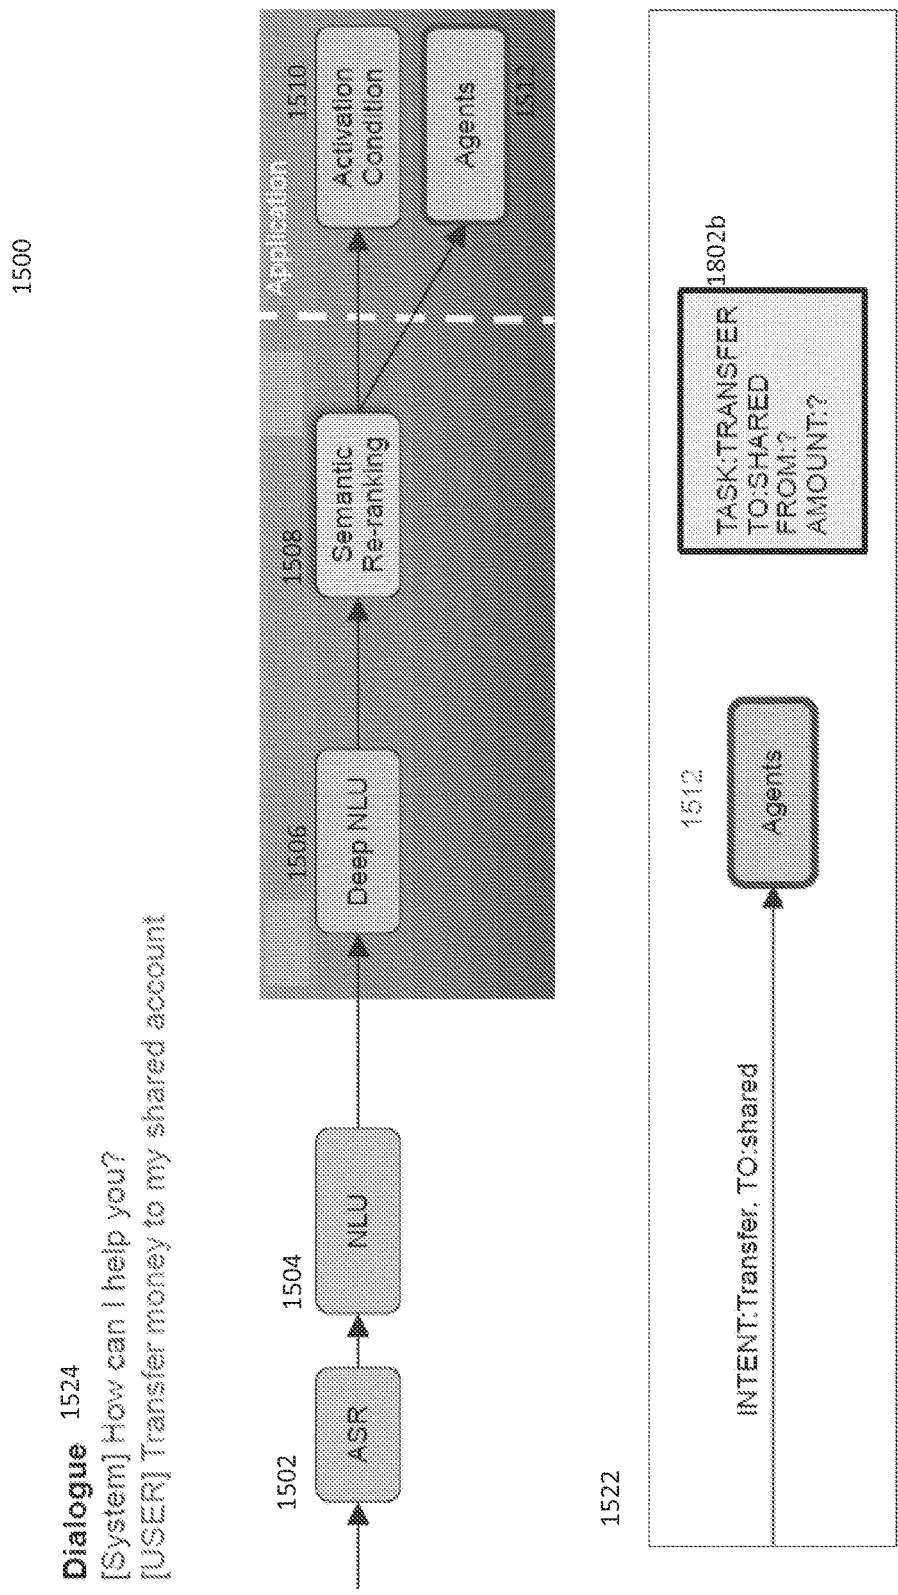 1500
Dialogue 1524
[System] How can I help you?
[USER] Transfer money to my shared account
1502
ASR
1504
NLU
1506
Deep NLU
1508
Semantic
Re-ranking
Application
1510
Activation
Condition
Agents
1512
1522
INTENT:Transfer, TO:shared
1512
Agents
TASK:TRANSFER
TO:SHARED
FROM:?
AMOUNT:?
1802b